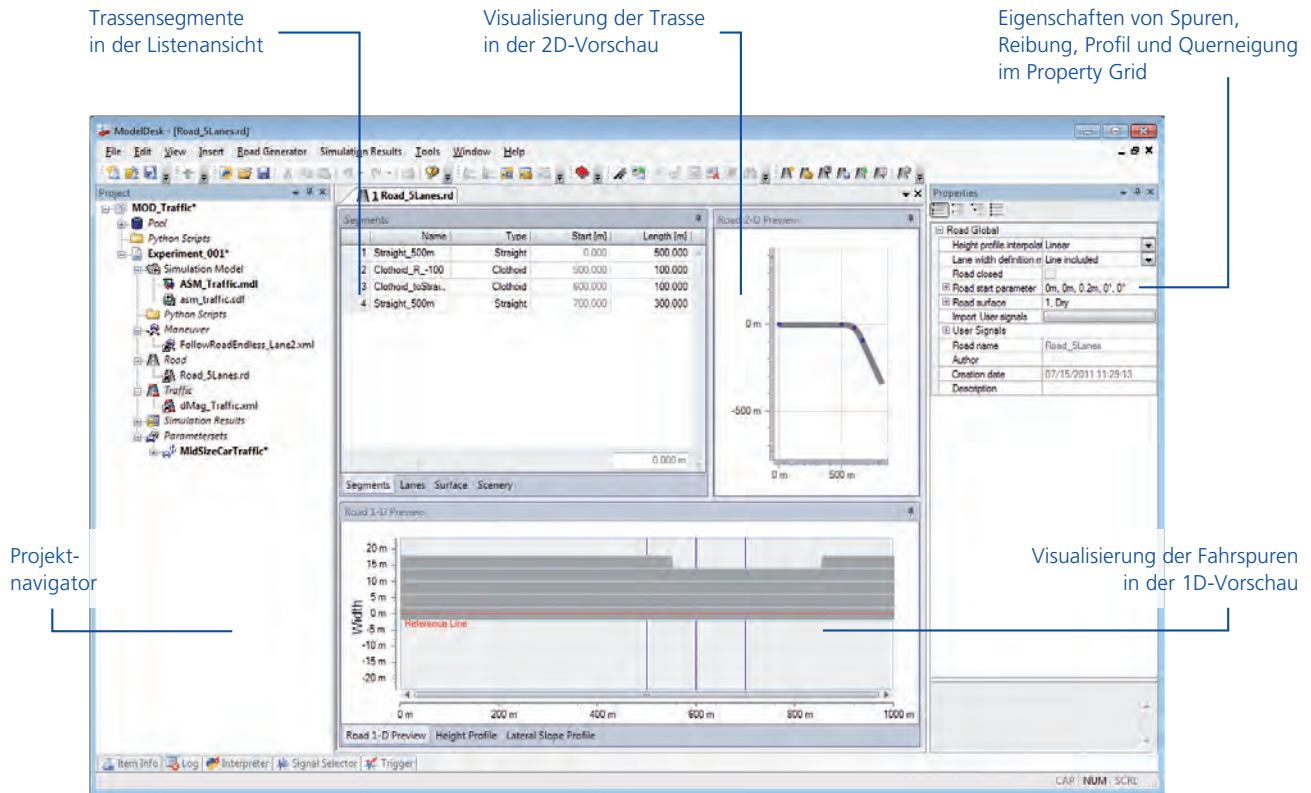 Trassensegmente
in der Listenansicht
Visualisierung der Trasse
in der 2D-Vorschau
Eigenschaften von Spuren,
Reibung, Profil und Querneigung
im Property Grid
ModelDesk - [Road_5Lanes.rd]
File Edit View Insert Road Generator Simulation Results Tools Window Help
Project
MOD_Traffic*
Pool
Python Scripts
Experiment_001*
Simulation Model
ASM_Traffic.mdl
asm_traffic.sdf
Python Scripts
Maneuver
FollowRoadEndless_Lane2.xml
Road
Road_5Lanes.rd
Traffic
dMag_Traffic.xml
Simulation Results
Parametersets
MidSizeCarTraffic*
1 Road_5Lanes.rd
Segments
Name Type Start [m] Length [m]
1 Straight_500m Straight 0.000 500.000
2 Clothoid_R_-100 Clothoid 500.000 100.000
3 Clothoid_toStrai.. Clothoid 600.000 100.000
4 Straight_500m Straight 700.000 300.000
0.000 m
Segments Lanes Surface Scenery
Road 2-D Preview
0 m
-500 m
0 m 500 m
Properties
Road Global
Height profile interpolat Linear
Lane width definition m Line included
Road closed
Road start parameter 0m, 0m, 0.2m, 0°, 0°
Road surface 1, Dry
Import User signals
User Signals
Road name Road_5Lanes
Author
Creation date 07/15/2011 11:29:13
Description
Road 1-D Preview
Width
20 m
15 m
10 m
5 m
0 m
-5 m
-10 m
-15 m
-20 m
Reference Line
0 m 200 m 400 m 600 m 800 m 1000 m
Road 1-D Preview Height Profile Lateral Slope Profile
Projekt-
navigator
Visualisierung der Fahrspuren
in der 1D-Vorschau
Item Info Log Interpreter Signal Selector Trigger
CAP NUM SCRL